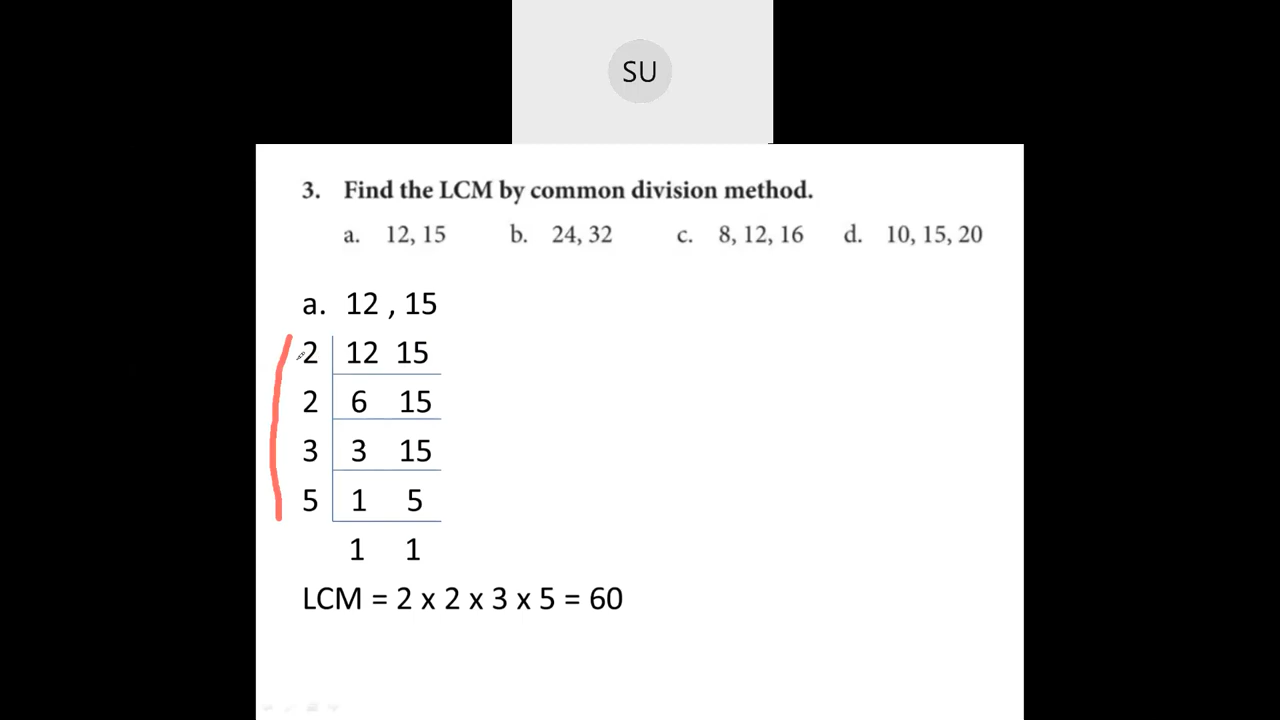 SU
3. Find the LCM by common division method.
a. 12, 15 b. 24, 32 c. 8, 12, 16 d. 10, 15, 20
a. 12 , 15
2 12 15
2 6 15
3 3 15
5 1 5
1 1
LCM = 2 x 2 x 3 x 5 = 60